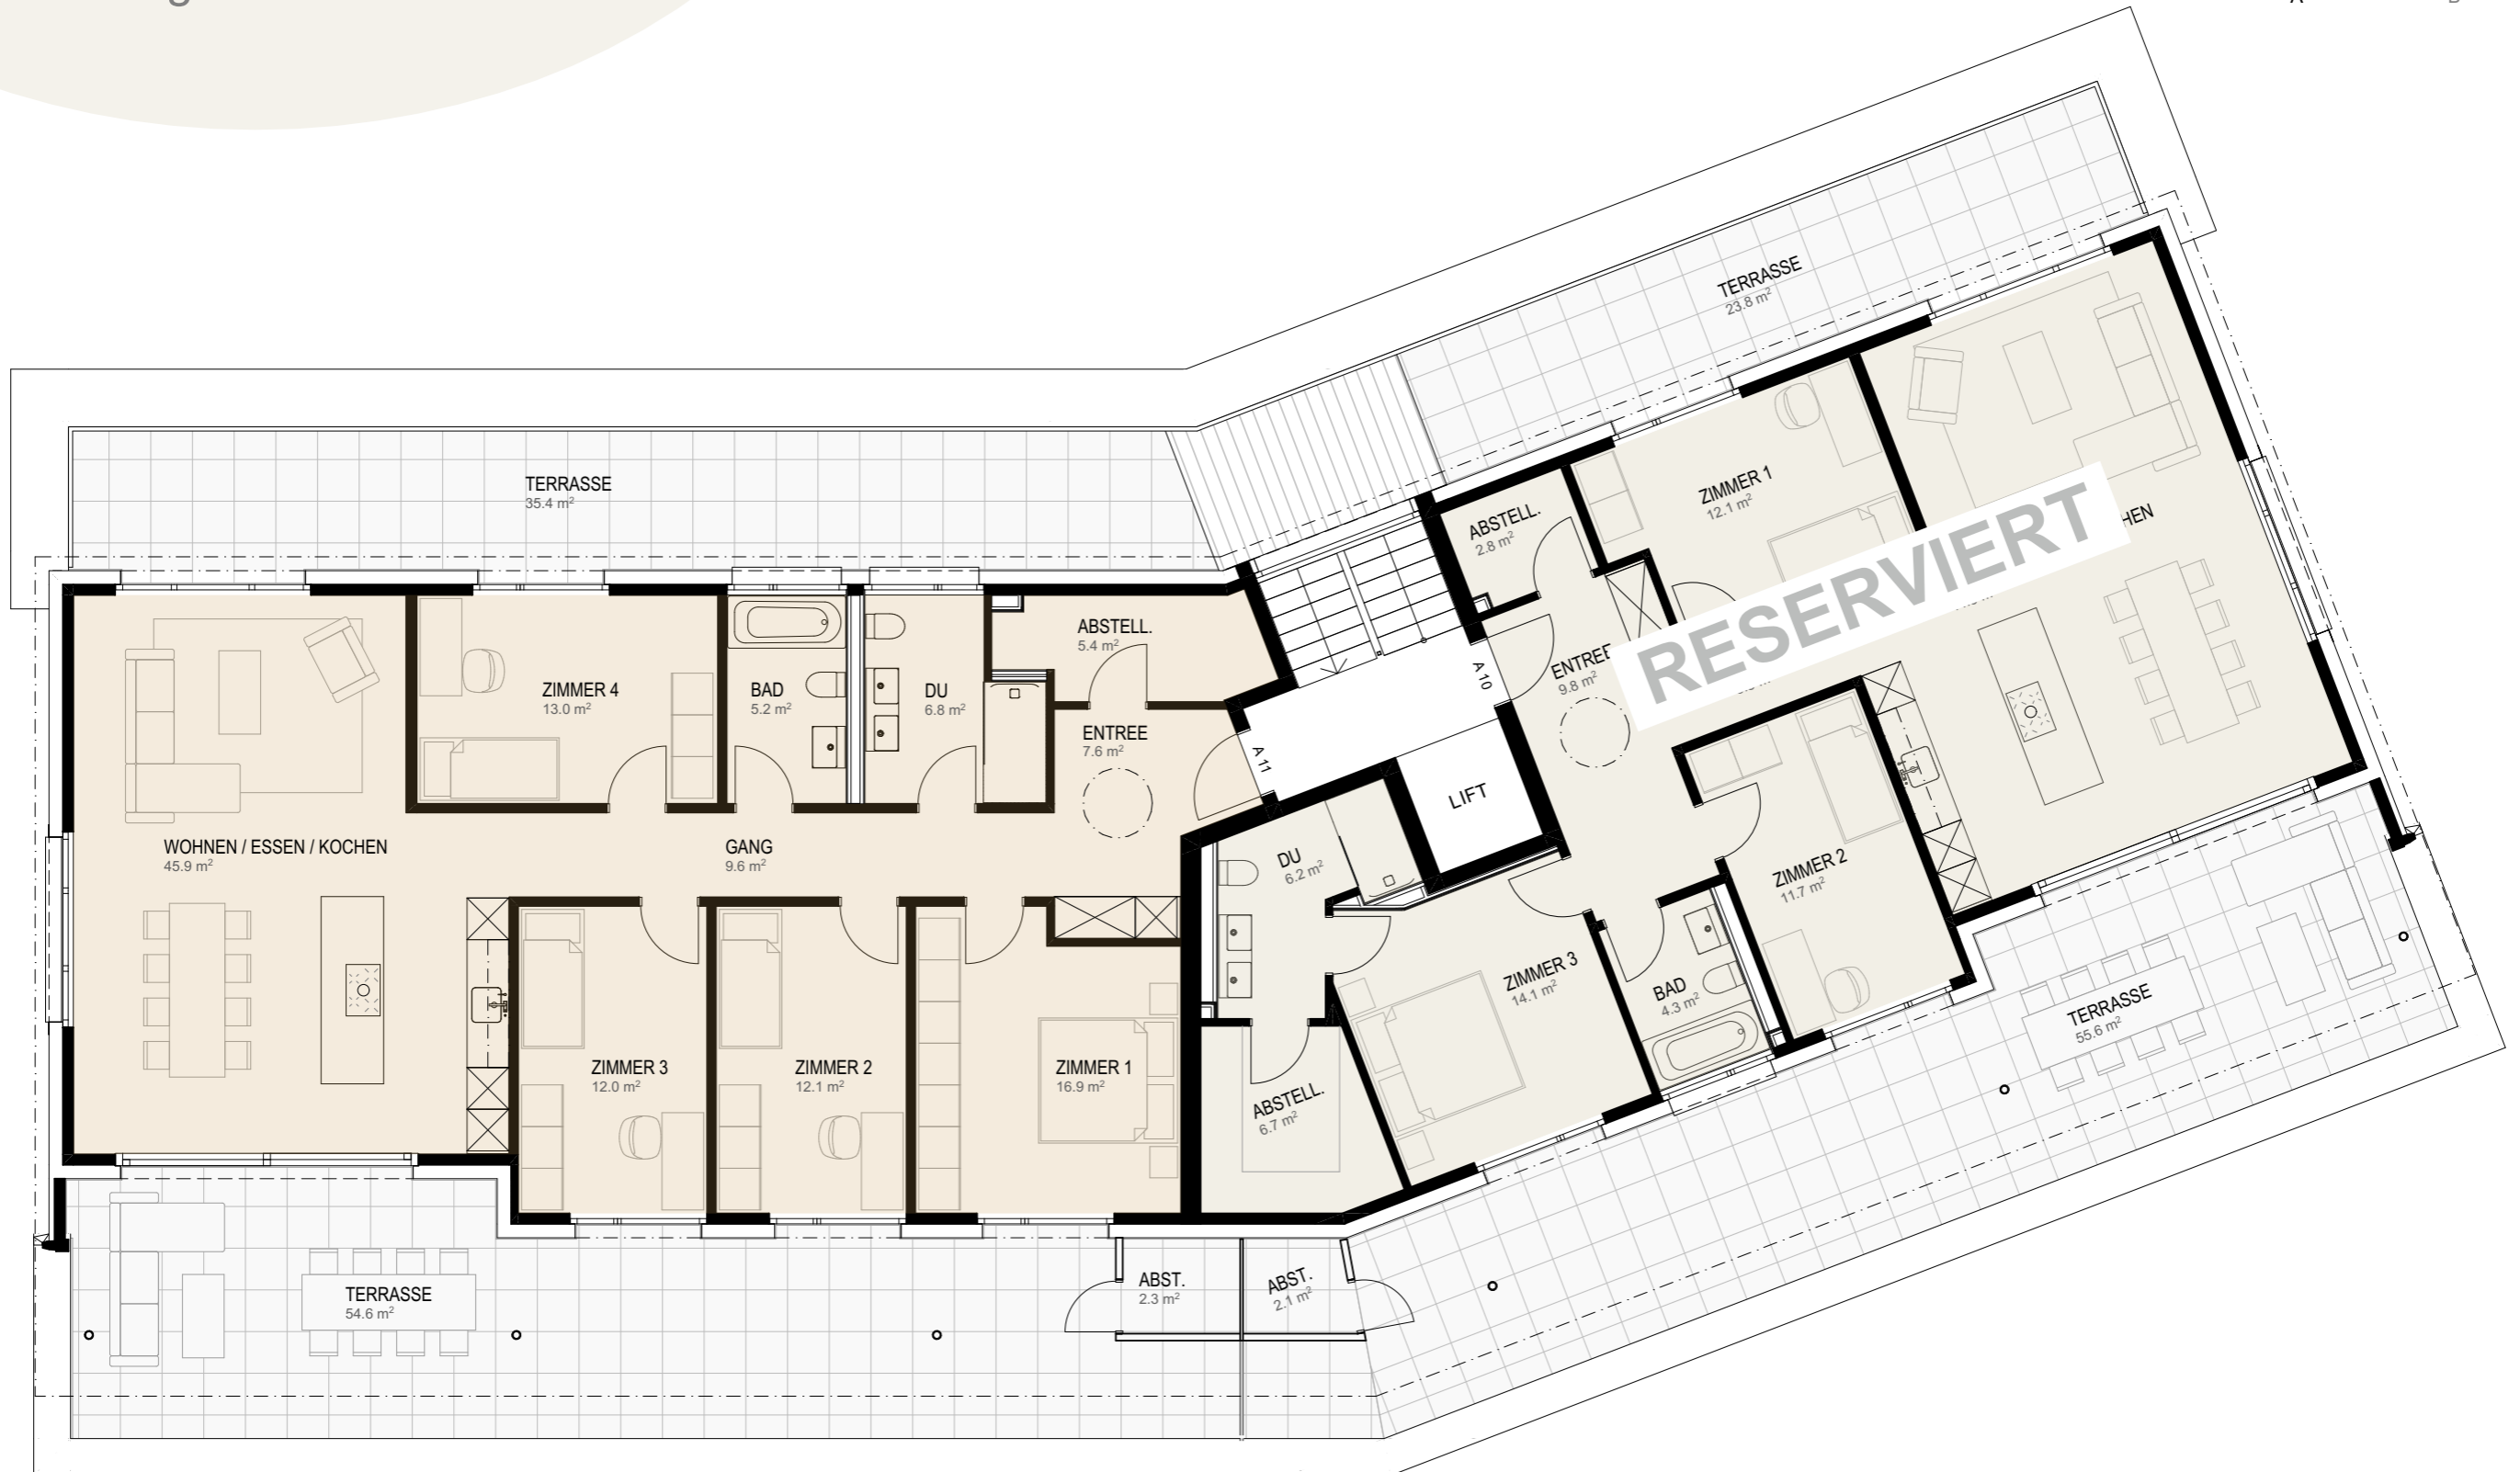 TERRASSE
23.8 m²
TERRASSE
35.4 m²
ZIMMER 1
12.1 m²
ABSTELL.
2.8 m²
RESERVIERT
ENTREE
9.8 m²
A 10
ABSTELL.
5.4 m²
ZIMMER 4
13.0 m²
BAD
5.2 m²
DU
6.8 m²
ENTREE
7.6 m²
A 11
LIFT
WOHNEN / ESSEN / KOCHEN
45.9 m²
GANG
9.6 m²
DU
6.2 m²
ZIMMER 2
11.7 m²
ZIMMER 3
14.1 m²
BAD
4.3 m²
TERRASSE
55.6 m²
ZIMMER 3
12.0 m²
ZIMMER 2
12.1 m²
ZIMMER 1
16.9 m²
ABSTELL.
6.7 m²
TERRASSE
54.6 m²
ABST.
2.3 m²
ABST.
2.1 m²